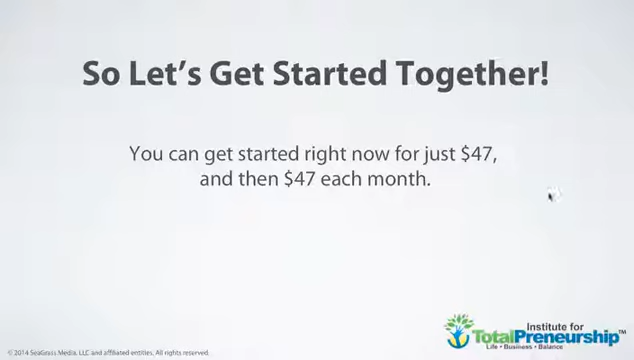 So Let's Get Started Together!
You can get started right now for just $47,
and then $47 each month.
Institute for
TotalPreneurship™
Life • Business • Balance
© 2014 SeaGrass Media, LLC and affiliated entities. All rights reserved.